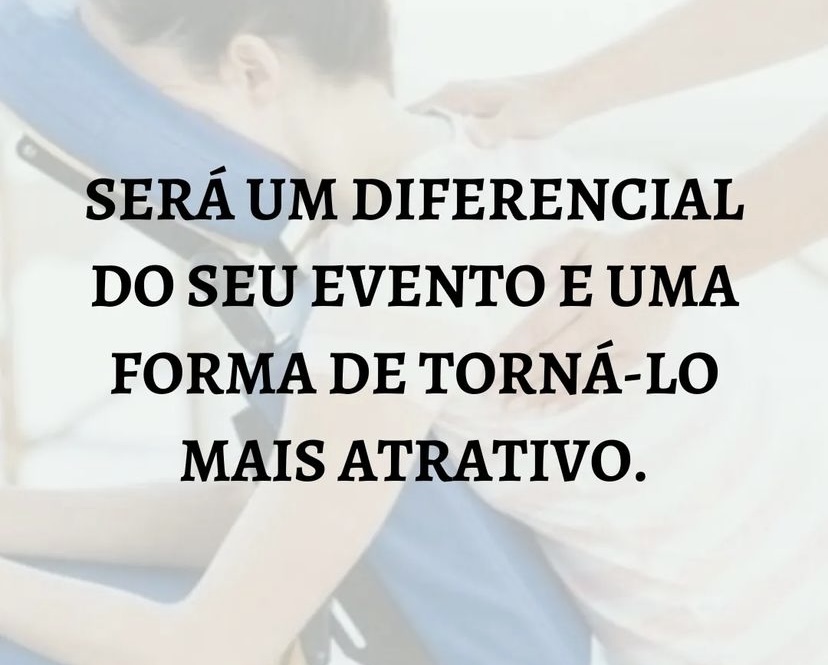 SERÁ UM DIFERENCIAL
DO SEU EVENTO E UMA
FORMA DE TORNÁ-LO
MAIS ATRATIVO.